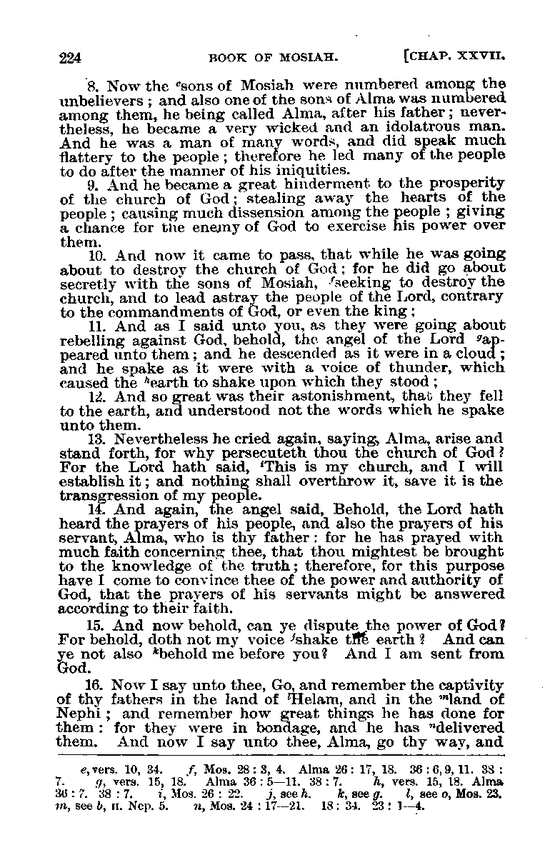 224 BOOK OF MOSIAH. [CHAP. XXVII.
8. Now the ᵉsons of Mosiah were numbered among the
unbelievers; and also one of the sons of Alma was numbered
among them, he being called Alma, after his father; never-
theless, he became a very wicked and an idolatrous man.
And he was a man of many words, and did speak much
flattery to the people; therefore he led many of the people
to do after the manner of his iniquities.
9. And he became a great hinderment to the prosperity
of the church of God; stealing away the hearts of the
people; causing much dissension among the people; giving
a chance for the enemy of God to exercise his power over
them.
10. And now it came to pass, that while he was going
about to destroy the church of God; for he did go about
secretly with the sons of Mosiah, ᶠseeking to destroy the
church, and to lead astray the people of the Lord, contrary
to the commandments of God, or even the king;
11. And as I said unto you, as they were going about
rebelling against God, behold, the angel of the Lord ᵍap-
peared unto them; and he descended as it were in a cloud;
and he spake as it were with a voice of thunder, which
caused the ʰearth to shake upon which they stood;
12. And so great was their astonishment, that they fell
to the earth, and understood not the words which he spake
unto them.
13. Nevertheless he cried again, saying, Alma, arise and
stand forth, for why persecuteth thou the church of God?
For the Lord hath said, ⁱThis is my church, and I will
establish it; and nothing shall overthrow it, save it is the
transgression of my people.
14. And again, the angel said, Behold, the Lord hath
heard the prayers of his people, and also the prayers of his
servant, Alma, who is thy father: for he has prayed with
much faith concerning thee, that thou mightest be brought
to the knowledge of the truth; therefore, for this purpose
have I come to convince thee of the power and authority of
God, that the prayers of his servants might be answered
according to their faith.
15. And now behold, can ye dispute the power of God?
For behold, doth not my voice ʲshake the earth? And can
ye not also ᵏbehold me before you? And I am sent from
God.
16. Now I say unto thee, Go, and remember the captivity
of thy fathers in the land of ˡHelam, and in the ᵐland of
Nephi; and remember how great things he has done for
them: for they were in bondage, and he has ⁿdelivered
them. And now I say unto thee, Alma, go thy way, and
e, vers. 10, 34. f, Mos. 28:3, 4. Alma 26:17, 18. 36:6, 9, 11. 38:
7. g, vers. 15, 18. Alma 36:5—11. 38:7. h, vers. 15, 18. Alma
36:7. 38:7. i, Mos. 26:22. j, see h. k, see g. l, see o, Mos. 23.
m, see b, II. Nep. 5. n, Mos. 24:17—21. 18:34. 23:1—4.